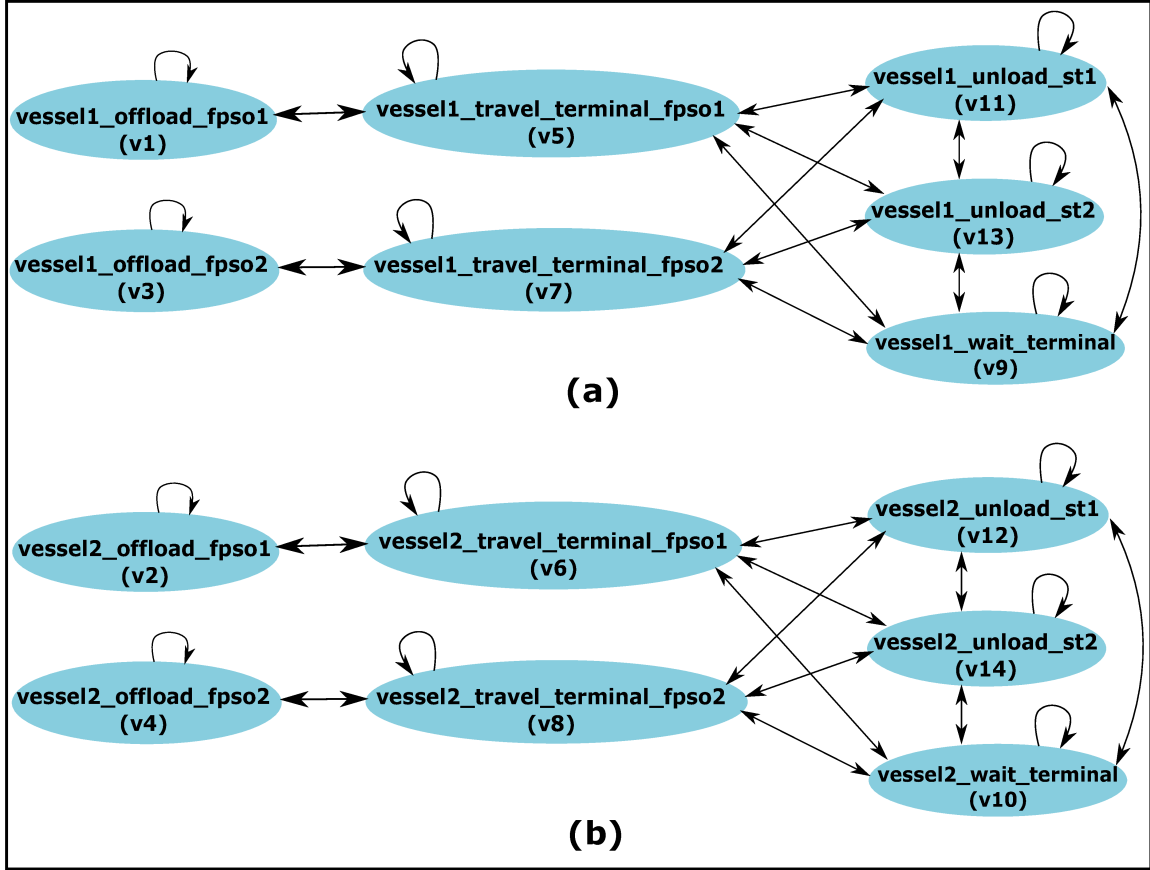 vessel1_offload_fpso1
(v1)
vessel1_travel_terminal_fpso1
(v5)
vessel1_unload_st1
(v11)
vessel1_offload_fpso2
(v3)
vessel1_travel_terminal_fpso2
(v7)
vessel1_unload_st2
(v13)
vessel1_wait_terminal
(v9)
(a)
vessel2_offload_fpso1
(v2)
vessel2_travel_terminal_fpso1
(v6)
vessel2_unload_st1
(v12)
vessel2_offload_fpso2
(v4)
vessel2_travel_terminal_fpso2
(v8)
vessel2_unload_st2
(v14)
vessel2_wait_terminal
(v10)
(b)